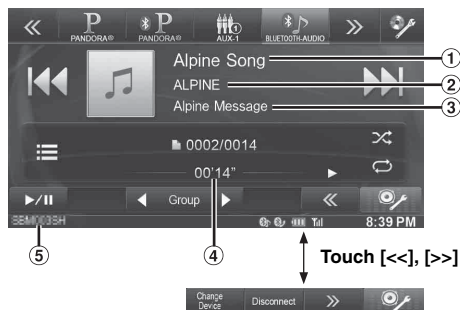 PANDORA®
PANDORA®
AUX-1
BLUETOOTH-AUDIO
Alpine Song
①
ALPINE
②
Alpine Message
③
0002/0014
00'14"
Group
SBM003SH
8:39 PM
⑤
④
Touch [<<], [>>]
Change
Device
Disconnect